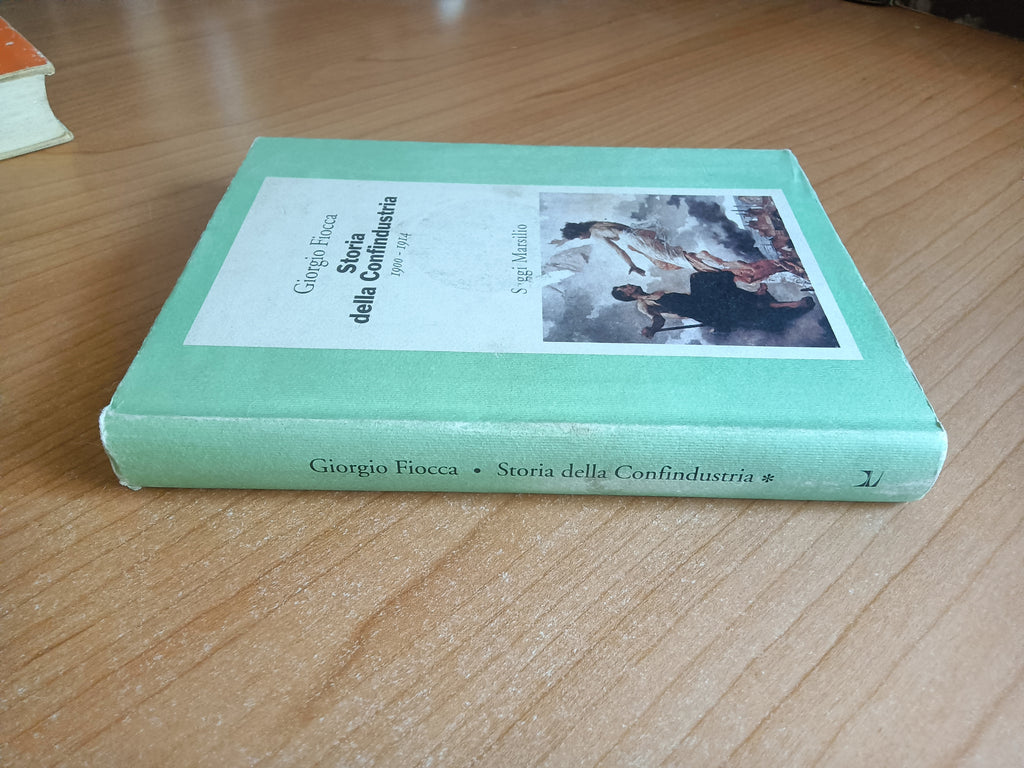 Giorgio Fiocca
Storia
della Confindustria
1900 - 1914
Saggi Marsilio
Giorgio Fiocca • Storia della Confindustria *